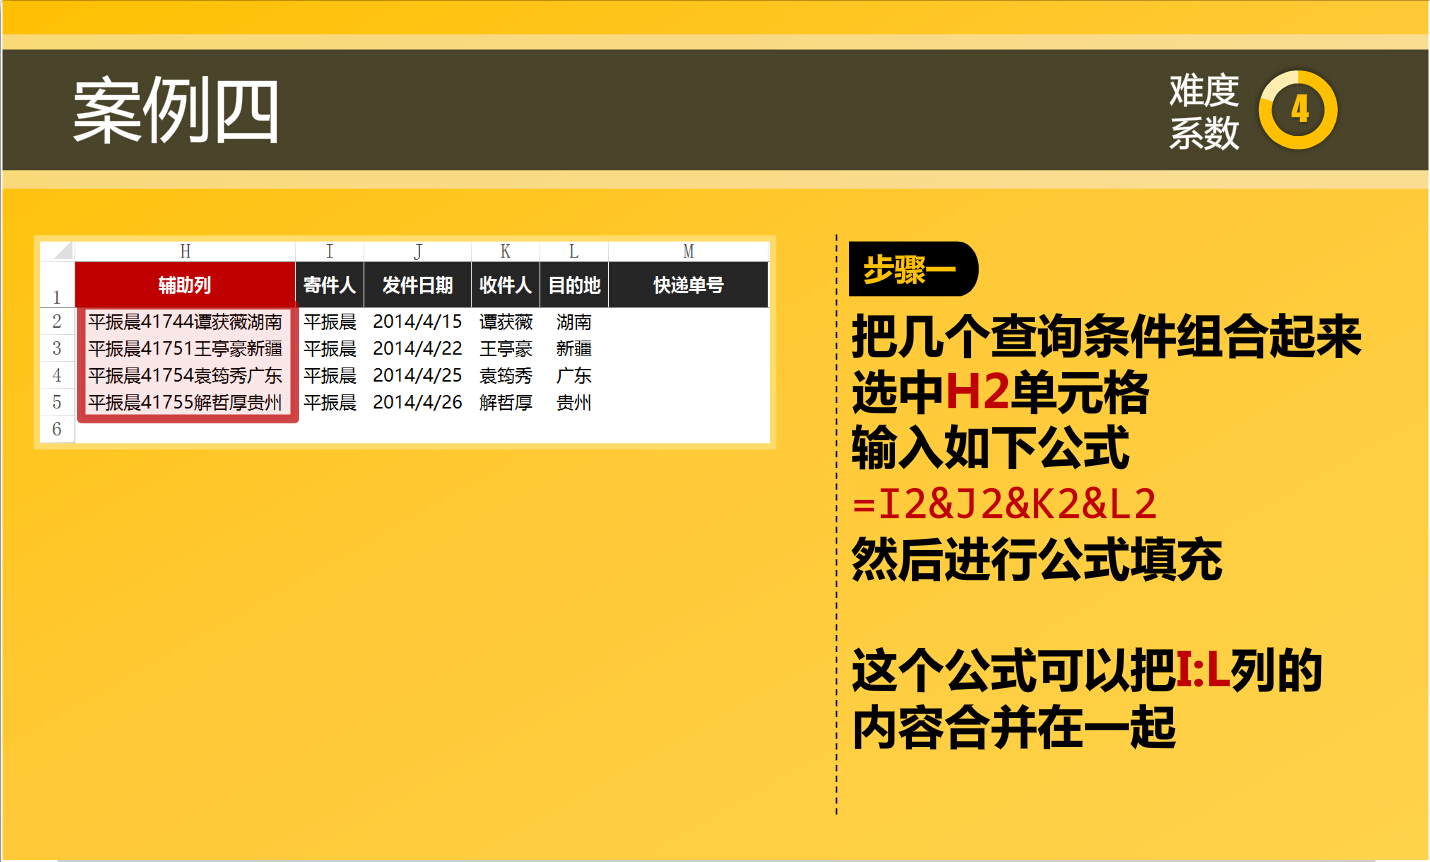 案例四
难度
系数
4
H I J K L M
1 辅助列 寄件人 发件日期 收件人 目的地 快递单号
2 平振晨41744谭获薇湖南 平振晨 2014/4/15 谭获薇 湖南
3 平振晨41751王亭豪新疆 平振晨 2014/4/22 王亭豪 新疆
4 平振晨41754袁筠秀广东 平振晨 2014/4/25 袁筠秀 广东
5 平振晨41755解哲厚贵州 平振晨 2014/4/26 解哲厚 贵州
6
步骤一
把几个查询条件组合起来
选中H2单元格
输入如下公式
=I2&J2&K2&L2
然后进行公式填充
这个公式可以把I:L列的
内容合并在一起